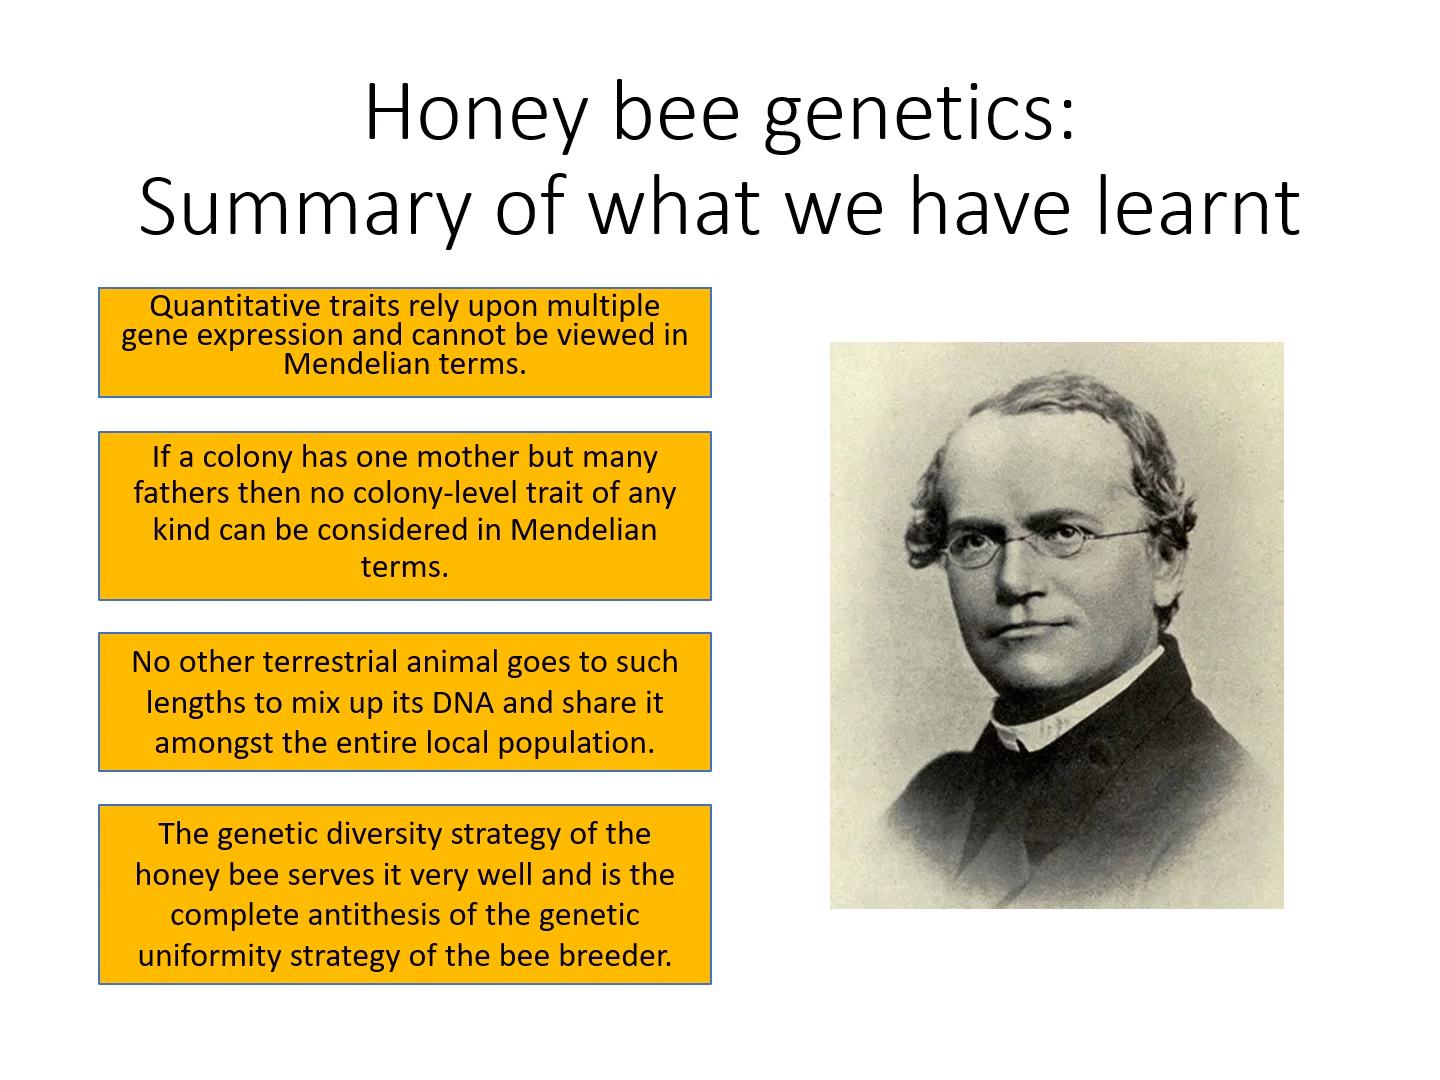 Honey bee genetics:
Summary of what we have learnt
Quantitative traits rely upon multiple
gene expression and cannot be viewed in
Mendelian terms.
If a colony has one mother but many
fathers then no colony-level trait of any
kind can be considered in Mendelian
terms.
No other terrestrial animal goes to such
lengths to mix up its DNA and share it
amongst the entire local population.
The genetic diversity strategy of the
honey bee serves it very well and is the
complete antithesis of the genetic
uniformity strategy of the bee breeder.